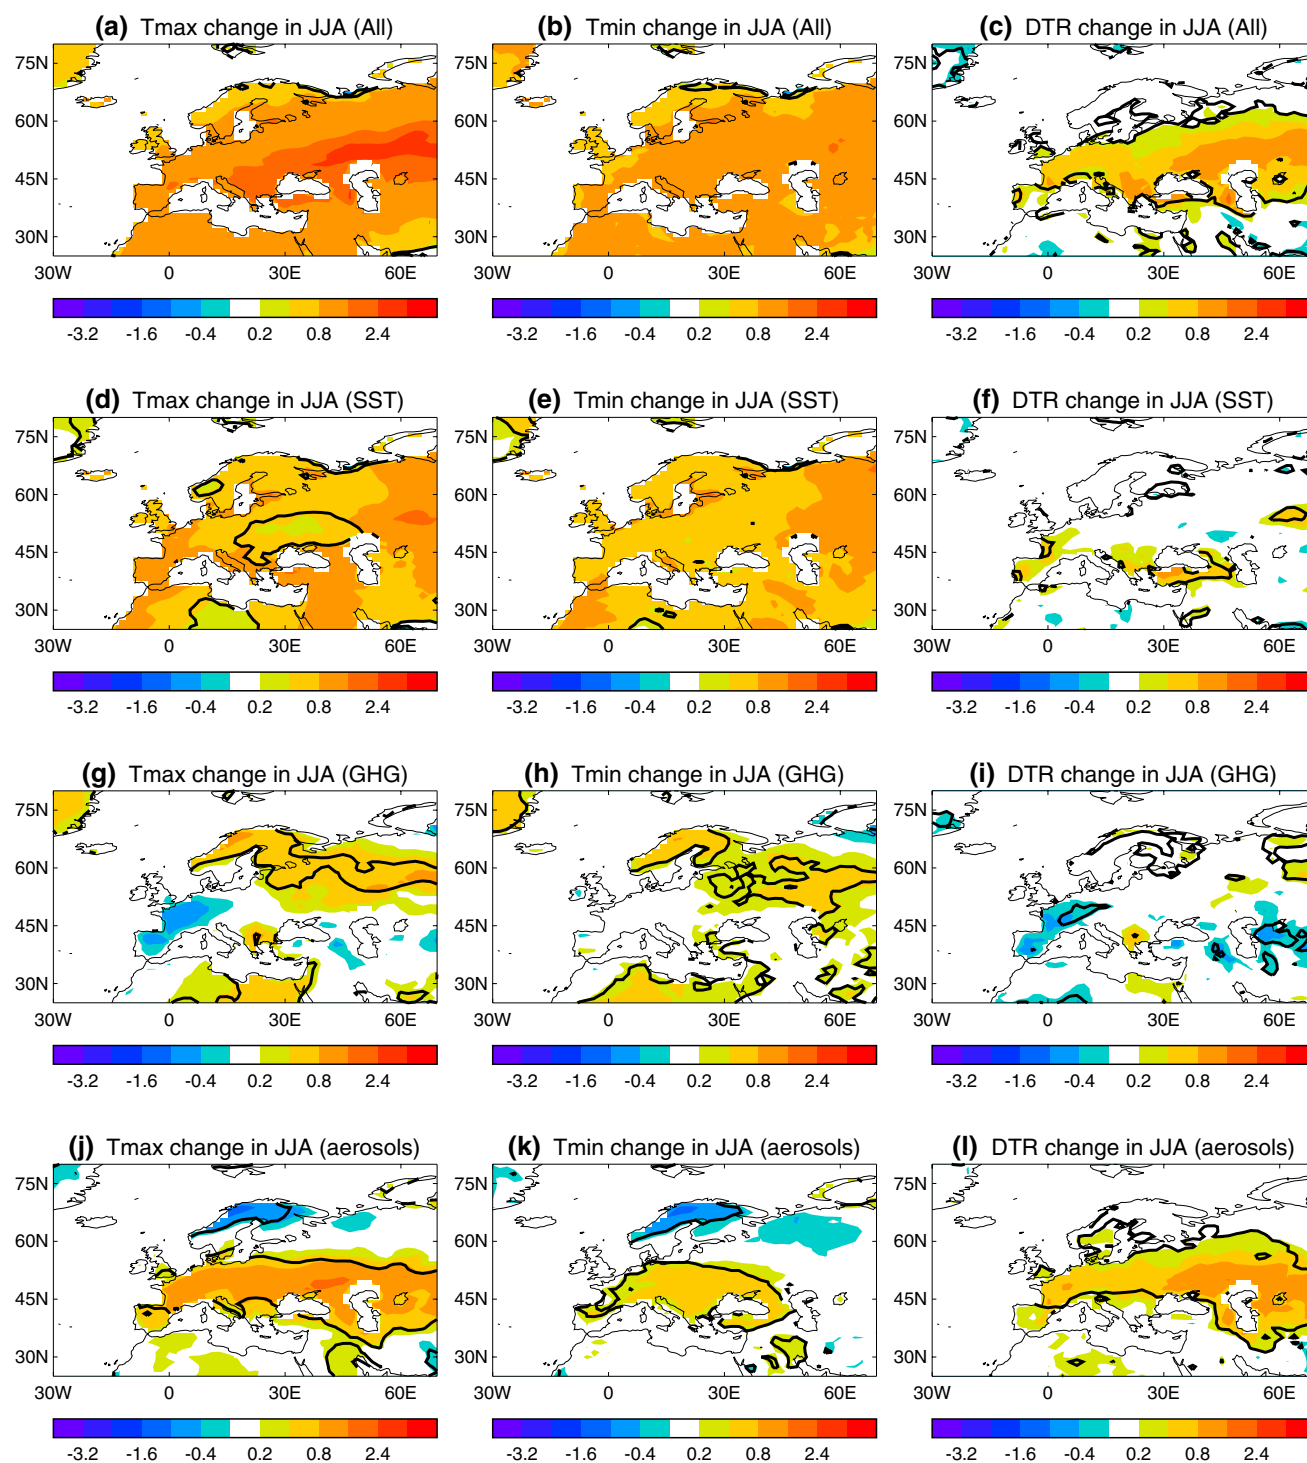 (a) Tmax change in JJA (All)
75N
60N
45N
30N
30W 0 30E 60E
-3.2 -1.6 -0.4 0.2 0.8 2.4
(b) Tmin change in JJA (All)
75N
60N
45N
30N
30W 0 30E 60E
-3.2 -1.6 -0.4 0.2 0.8 2.4
(c) DTR change in JJA (All)
75N
60N
45N
30N
30W 0 30E 60E
-3.2 -1.6 -0.4 0.2 0.8 2.4
(d) Tmax change in JJA (SST)
75N
60N
45N
30N
30W 0 30E 60E
-3.2 -1.6 -0.4 0.2 0.8 2.4
(e) Tmin change in JJA (SST)
75N
60N
45N
30N
30W 0 30E 60E
-3.2 -1.6 -0.4 0.2 0.8 2.4
(f) DTR change in JJA (SST)
75N
60N
45N
30N
30W 0 30E 60E
-3.2 -1.6 -0.4 0.2 0.8 2.4
(g) Tmax change in JJA (GHG)
75N
60N
45N
30N
30W 0 30E 60E
-3.2 -1.6 -0.4 0.2 0.8 2.4
(h) Tmin change in JJA (GHG)
75N
60N
45N
30N
30W 0 30E 60E
-3.2 -1.6 -0.4 0.2 0.8 2.4
(i) DTR change in JJA (GHG)
75N
60N
45N
30N
30W 0 30E 60E
-3.2 -1.6 -0.4 0.2 0.8 2.4
(j) Tmax change in JJA (aerosols)
75N
60N
45N
30N
30W 0 30E 60E
-3.2 -1.6 -0.4 0.2 0.8 2.4
(k) Tmin change in JJA (aerosols)
75N
60N
45N
30N
30W 0 30E 60E
-3.2 -1.6 -0.4 0.2 0.8 2.4
(l) DTR change in JJA (aerosols)
75N
60N
45N
30N
30W 0 30E 60E
-3.2 -1.6 -0.4 0.2 0.8 2.4